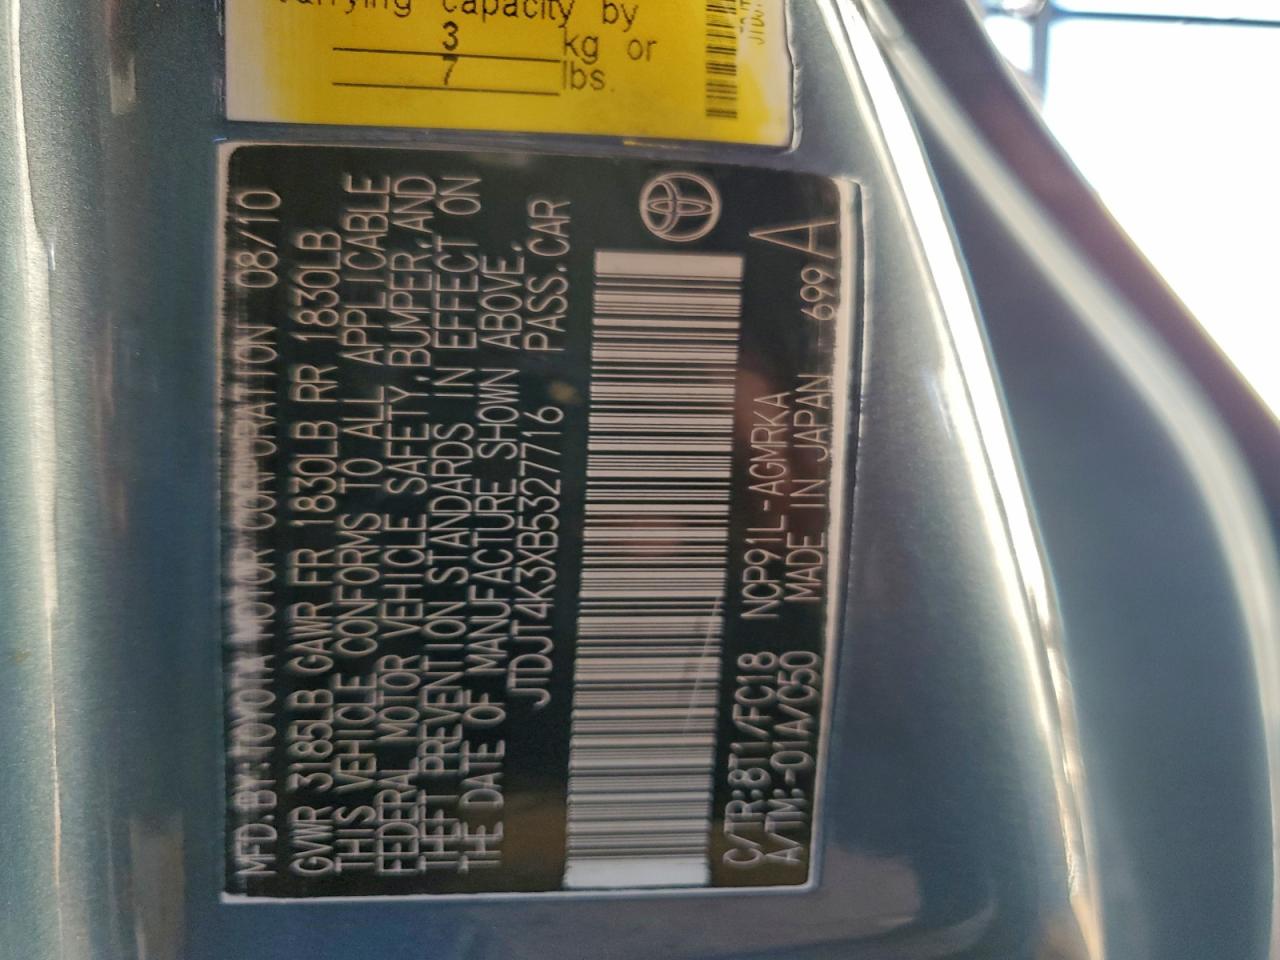 carrying capacity by
3 kg or
7 lbs.
MFD. BY: TOYOTA MOTOR CORPORATION 08/10
GVWR 3185LB GAWR FR 1830LB RR 1830LB
THIS VEHICLE CONFORMS TO ALL APPLICABLE
FEDERAL MOTOR VEHICLE SAFETY, BUMPER, AND
THEFT PREVENTION STANDARDS IN EFFECT ON
THE DATE OF MANUFACTURE SHOWN ABOVE.
JTDJT4K3XB5327716 PASS. CAR
C/TR:8T1/FC18 NCP91L-AGMRKA
A/TM:-01A/C50 MADE IN JAPAN 699 A